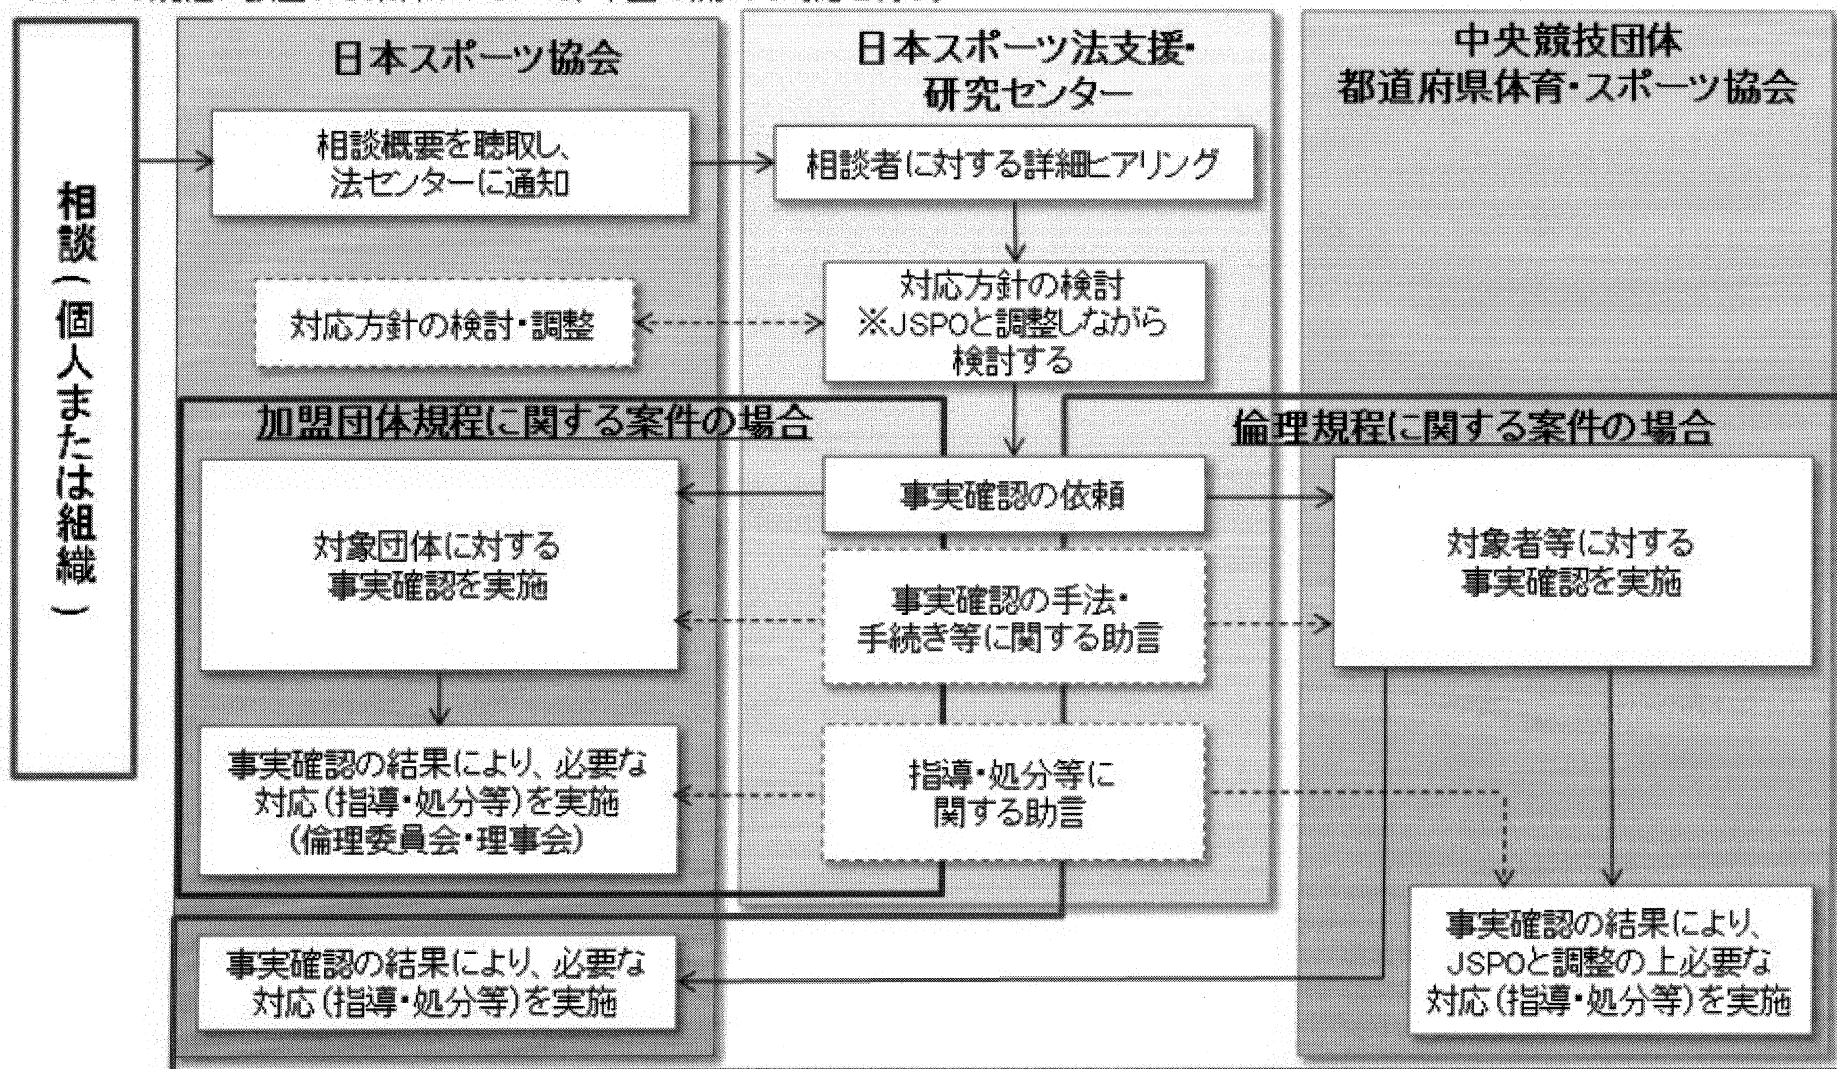 相談(個人または組織)
日本スポーツ協会
相談概要を聴取し、
法センターに通知
対応方針の検討・調整
日本スポーツ法支援・
研究センター
相談者に対する詳細ヒアリング
対応方針の検討
※JSPOと調整しながら
検討する
中央競技団体
都道府県体育・スポーツ協会
加盟団体規程に関する案件の場合
倫理規程に関する案件の場合
事実確認の依頼
対象団体に対する
事実確認を実施
事実確認の手法・
手続き等に関する助言
対象者等に対する
事実確認を実施
事実確認の結果により、必要な
対応(指導・処分等)を実施
(倫理委員会・理事会)
指導・処分等に
関する助言
事実確認の結果により、必要な
対応(指導・処分等)を実施
事実確認の結果により、
JSPOと調整の上必要な
対応(指導・処分等)を実施